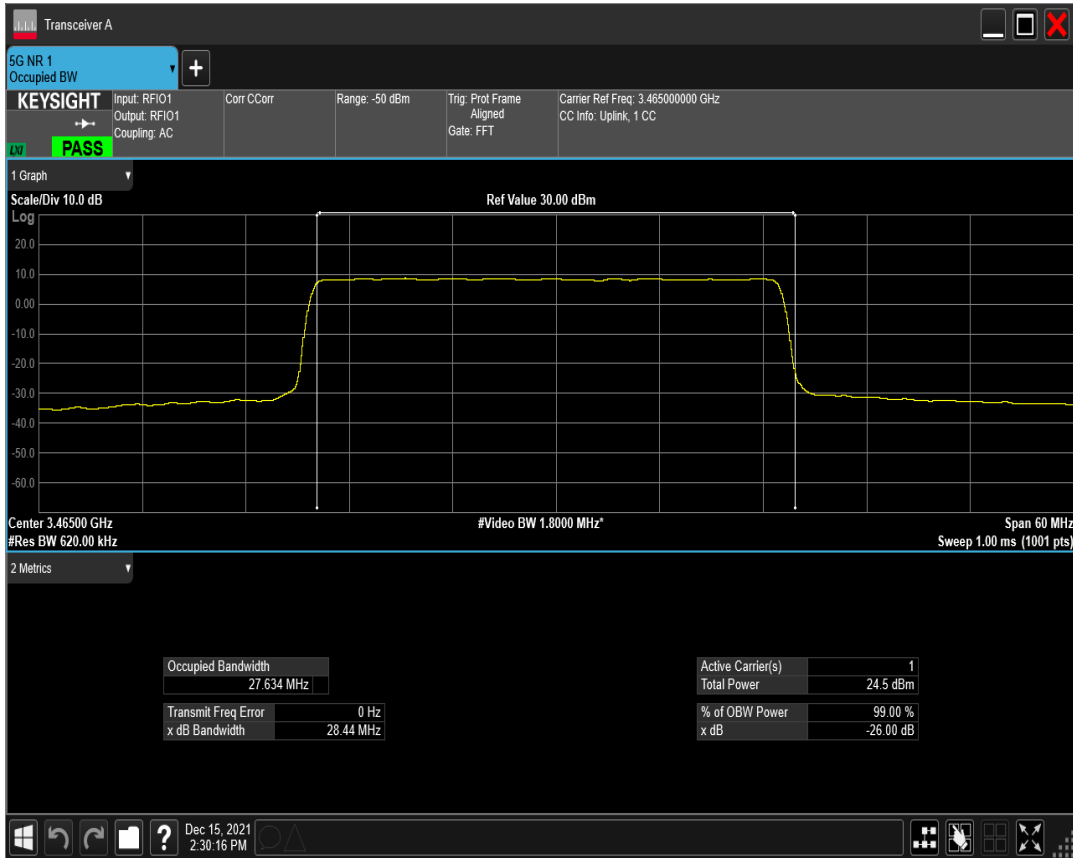 Transceiver A
5G NR 1
Occupied BW
+
KEYSIGHT
LXI
PASS
Input: RFIO1
Output: RFIO1
Coupling: AC
Corr CCorr
Range: -50 dBm
Trig: Prot Frame
Aligned
Gate: FFT
Carrier Ref Freq: 3.465000000 GHz
CC Info: Uplink, 1 CC
1 Graph
Scale/Div 10.0 dB
Ref Value 30.00 dBm
Log
20.0
10.0
0.00
-10.0
-20.0
-30.0
-40.0
-50.0
-60.0
Center 3.46500 GHz
#Video BW 1.8000 MHz*
Span 60 MHz
#Res BW 620.00 kHz
Sweep 1.00 ms (1001 pts)
2 Metrics
Occupied Bandwidth
27.634 MHz
Transmit Freq Error 0 Hz
x dB Bandwidth 28.44 MHz
Active Carrier(s) 1
Total Power 24.5 dBm
% of OBW Power 99.00 %
x dB -26.00 dB
?
Dec 15, 2021
2:30:16 PM